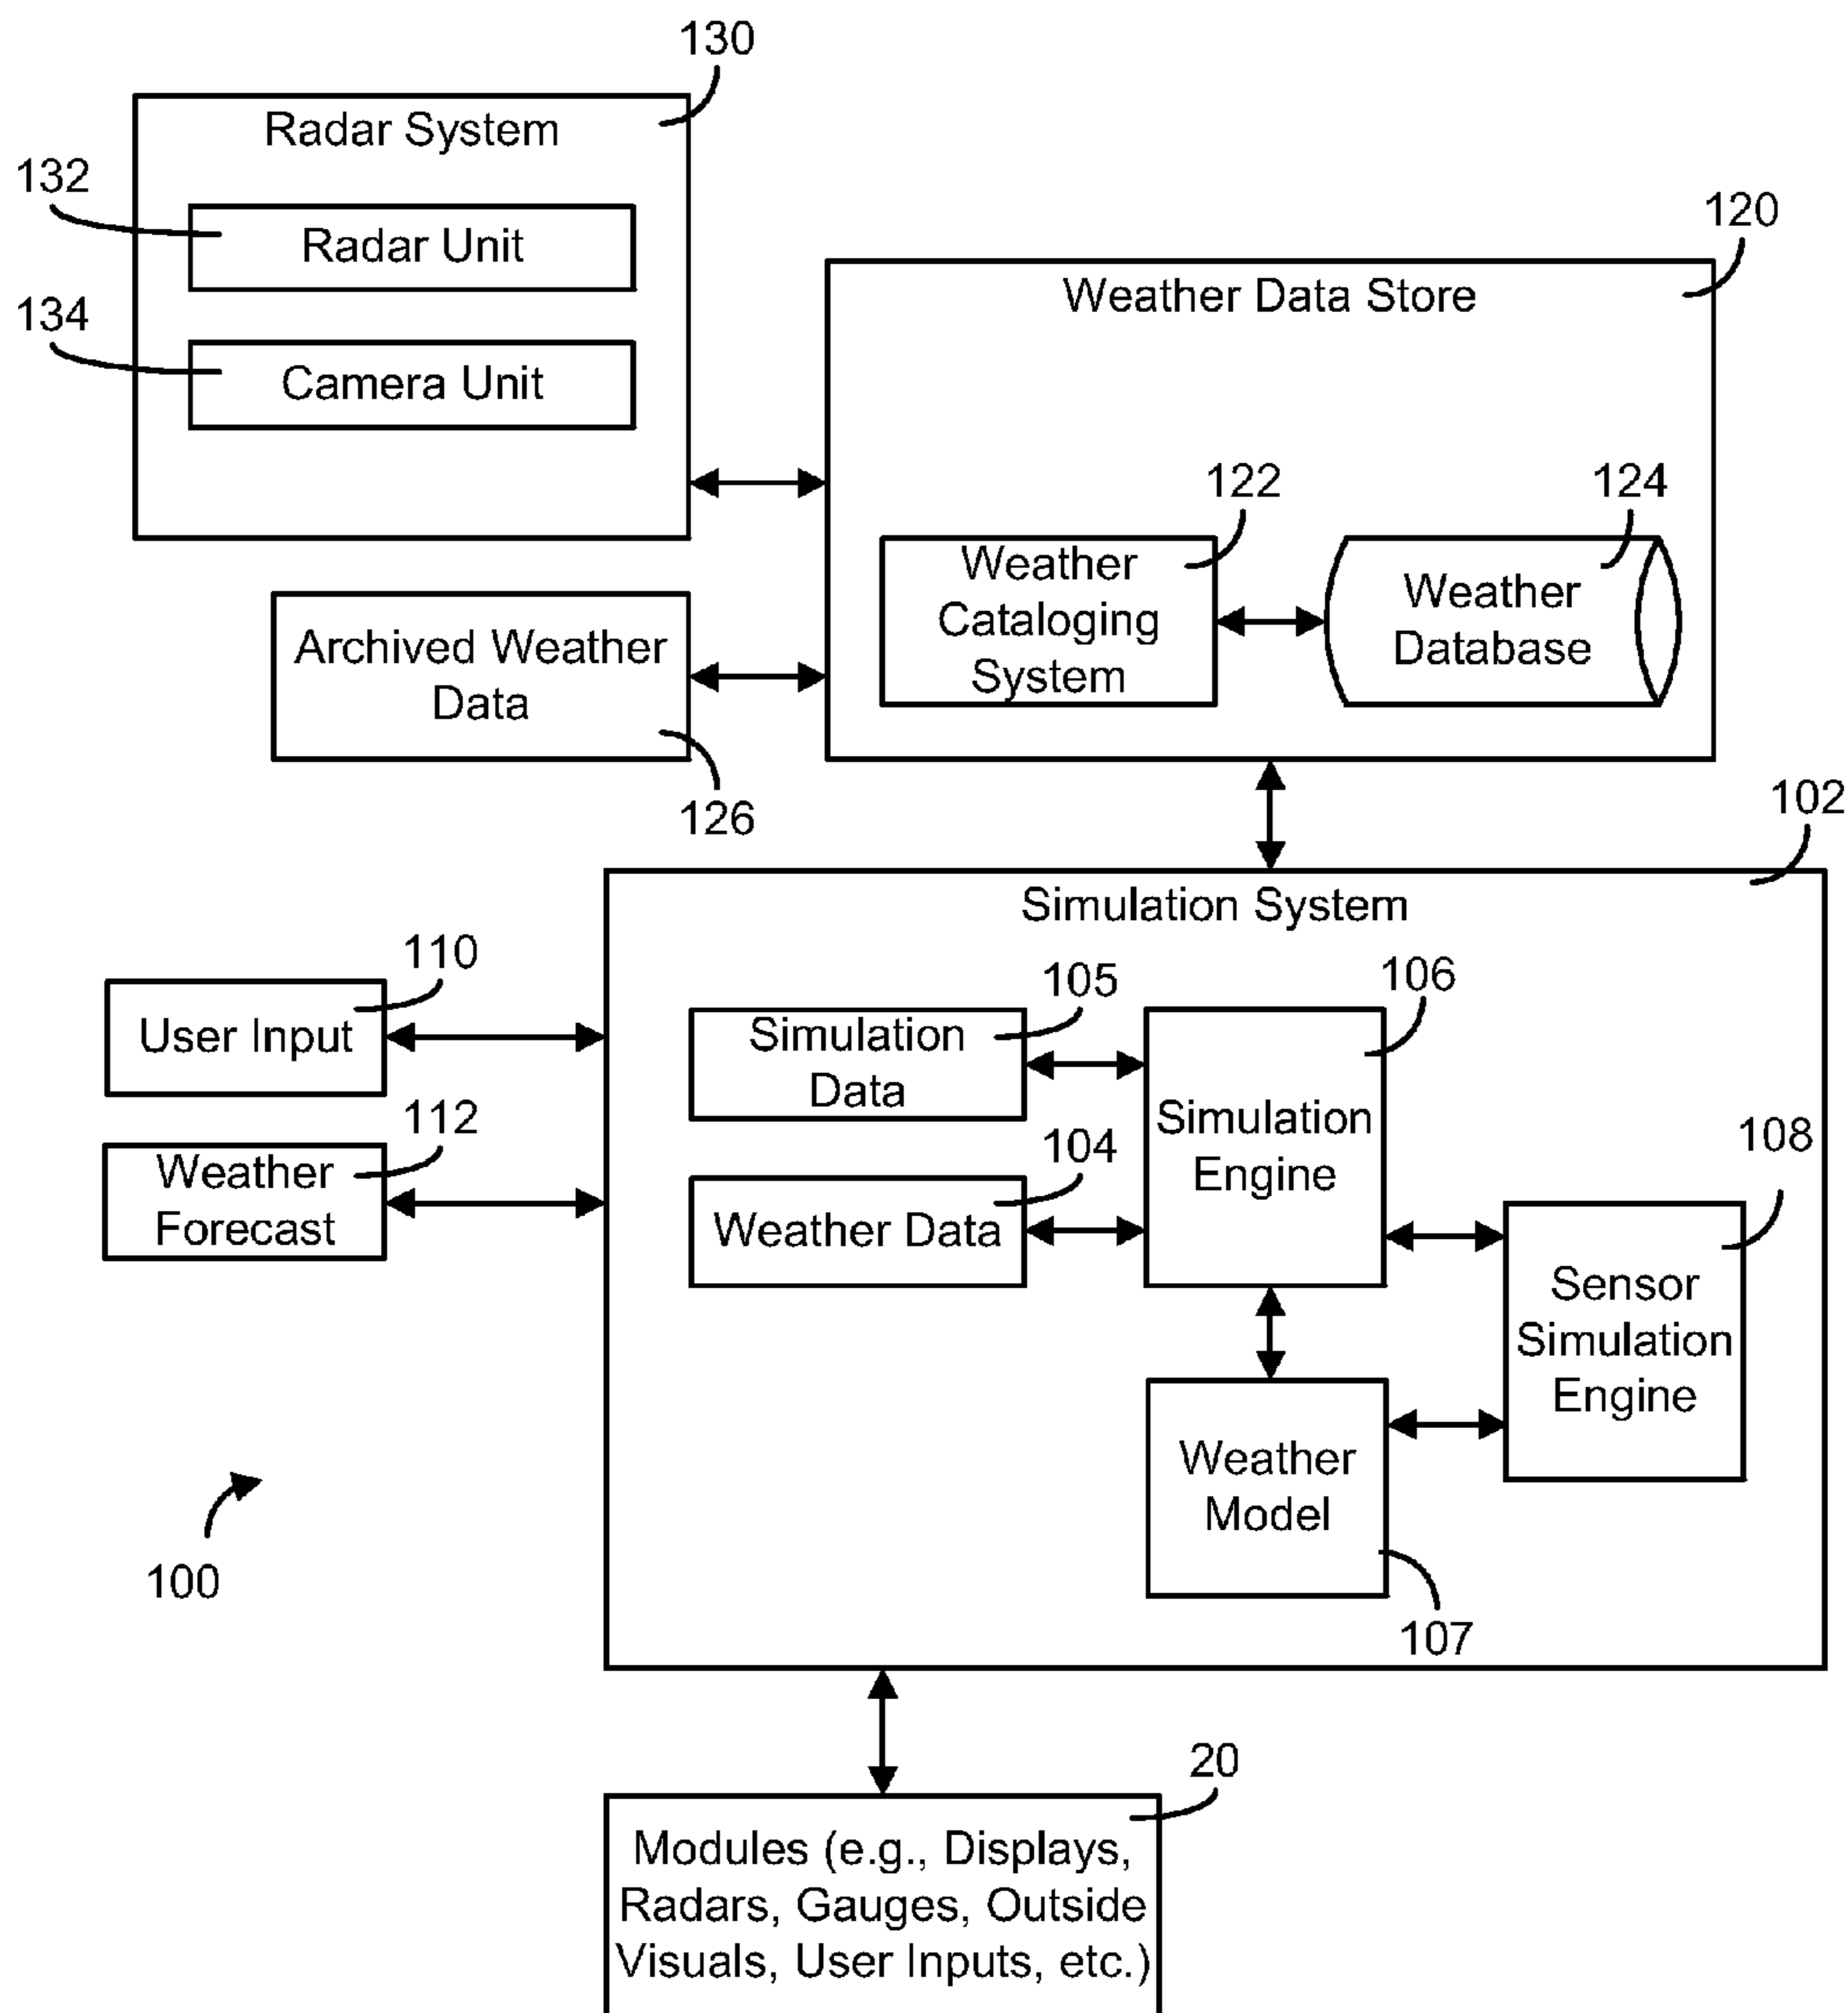 130
Radar System
132
Radar Unit
134
Camera Unit
120
Weather Data Store
122
124
Weather
Cataloging
System
Weather
Database
Archived Weather
Data
126
102
Simulation System
110
User Input
112
Weather
Forecast
105
Simulation
Data
104
Weather Data
106
Simulation
Engine
108
Sensor
Simulation
Engine
Weather
Model
107
100
20
Modules (e.g., Displays,
Radars, Gauges, Outside
Visuals, User Inputs, etc.)